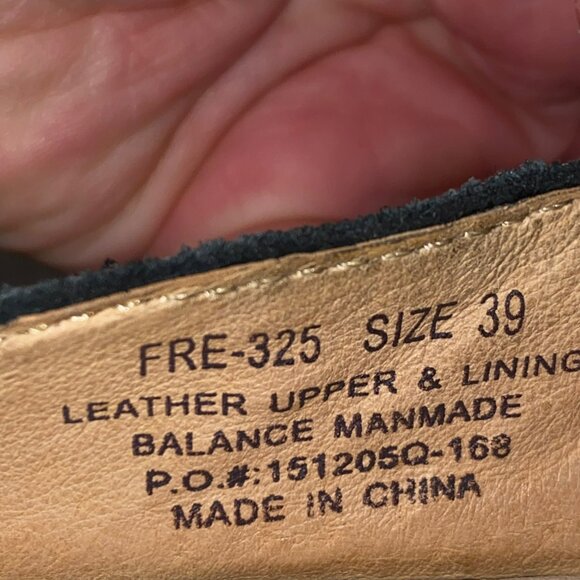 FRE-325 SIZE 39
LEATHER UPPER & LINING
BALANCE MANMADE
P.O.#:151205Q-168
MADE IN CHINA